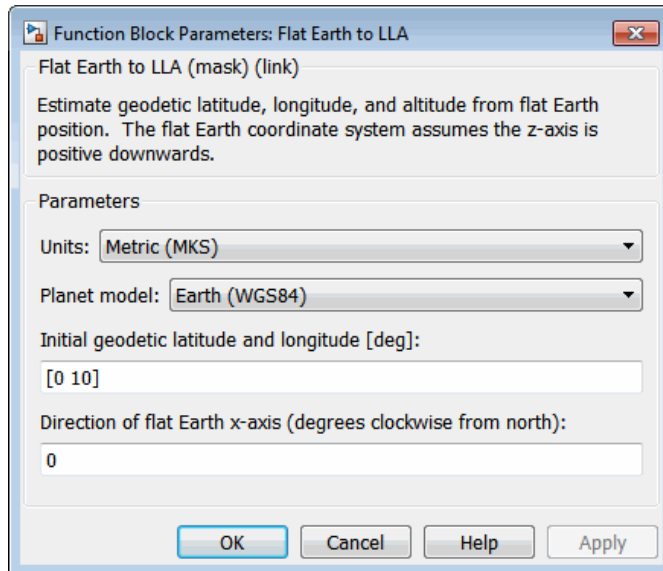 Function Block Parameters: Flat Earth to LLA
Flat Earth to LLA (mask) (link)
Estimate geodetic latitude, longitude, and altitude from flat Earth
position.  The flat Earth coordinate system assumes the z-axis is
positive downwards.
Parameters
Units: Metric (MKS)
Planet model: Earth (WGS84)
Initial geodetic latitude and longitude [deg]:
[0 10]
Direction of flat Earth x-axis (degrees clockwise from north):
0
OK Cancel Help Apply